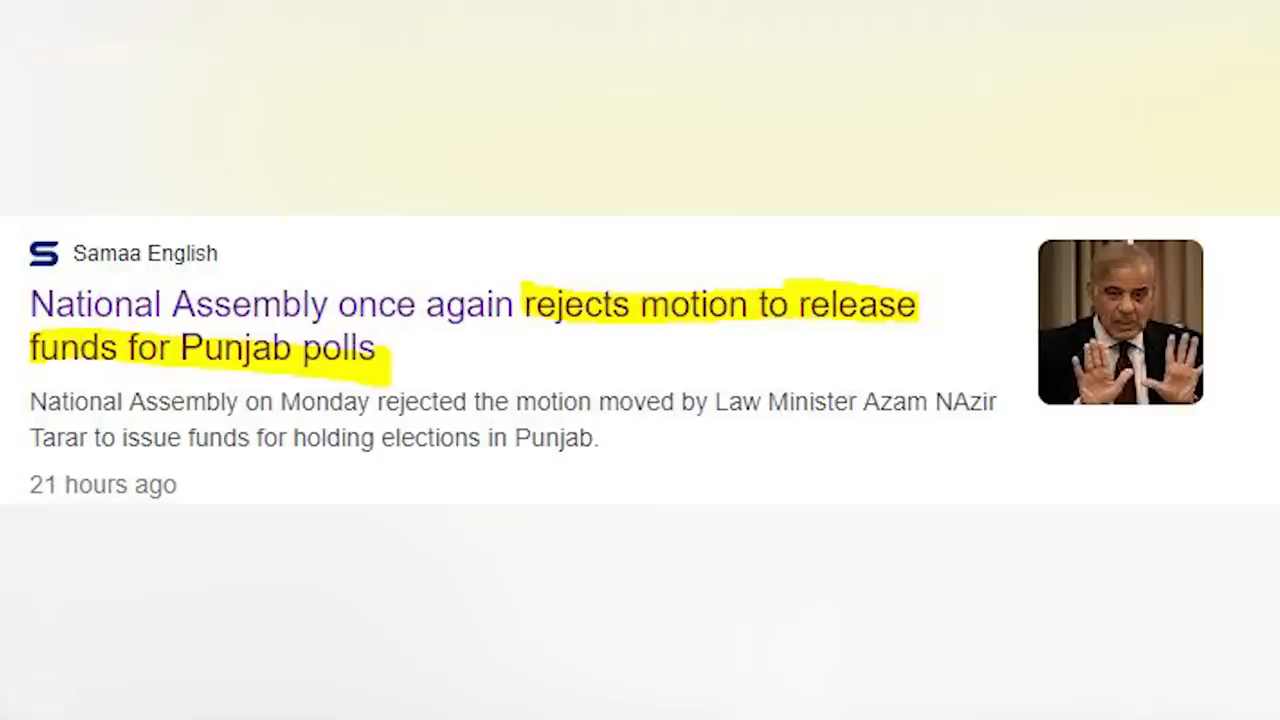 Samaa English
National Assembly once again rejects motion to release
funds for Punjab polls
National Assembly on Monday rejected the motion moved by Law Minister Azam NAzir
Tarar to issue funds for holding elections in Punjab.
21 hours ago